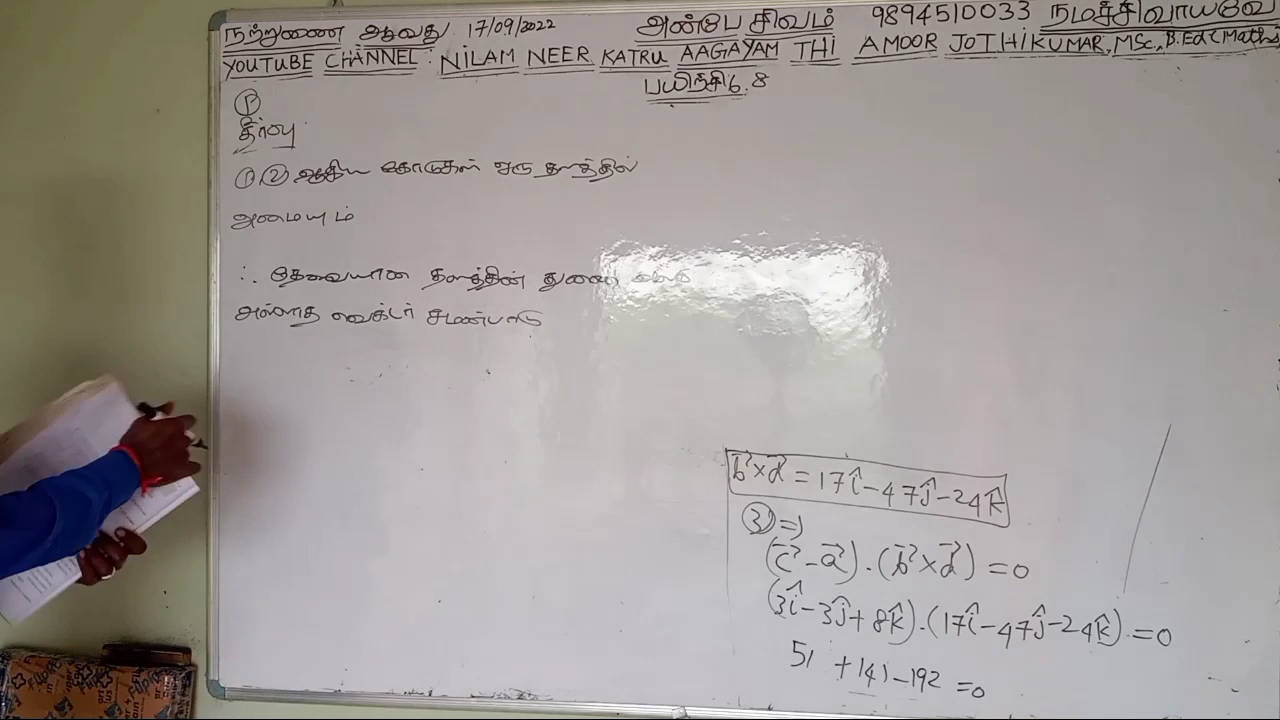 நற்றுணை ஆவது 17/09/2022 அன்பே சிவம் 9894510033 நமச்சிவாயவே
YOUTUBE CHANNEL: NILAM NEER KATRU AAGAYAM THI AMOOR JOTHIKUMAR, MSc., B.Ed (Maths
பயிற்சி 6.8
①
தீர்வு
① ② ஆகிய கோடுகள் ஒரு தளத்தில்
அமையும்
∴ தேவையான தளத்தின் துணை
அல்லாத வெக்டர் சமன்பாடு
b⃗×d⃗ = 17î-47ĵ-24k̂
③ ⇒
(c⃗-a⃗).(b⃗×d⃗) = 0
(3î-3ĵ+8k̂).(17î-47ĵ-24k̂) = 0
51 +141-192 = 0